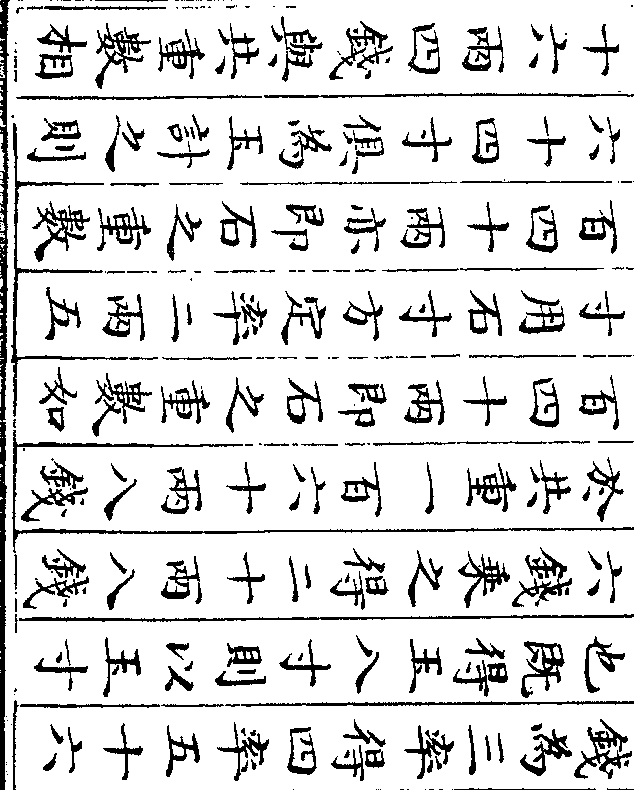 錢為三率得四率五十六
也既得玉八寸則以玉寸
六錢乘之得二十兩八錢
於共重一百六十兩八錢
百四十兩即石之重數如
寸用石寸方定率二兩五
百四十兩亦即石之重數
六十四寸俱為玉計之則
十六兩四錢與共重數相